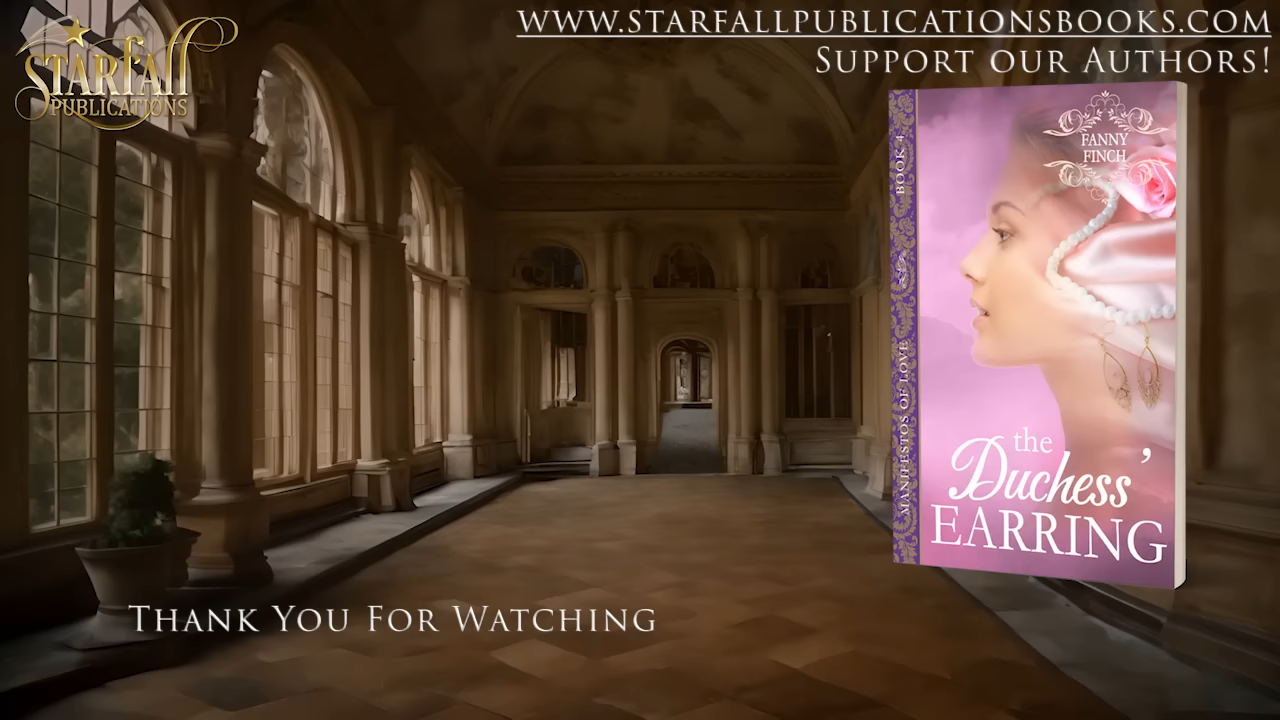 WWW.STARFALLPUBLICATIONSBOOKS.COM
SUPPORT OUR AUTHORS!
STARfall
PUBLICATIONS
FANNY
FINCH
BOOK 4
MANIFESTOS OF LOVE
the
Duchess'
EARRING
THANK YOU FOR WATCHING